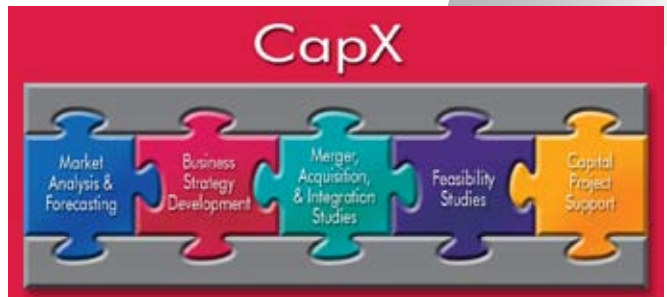 CapX
Market
Analysis &
Forecasting
Business
Strategy
Development
Merger,
Acquisition,
& Integration
Studies
Feasibility
Studies
Capital
Project
Support